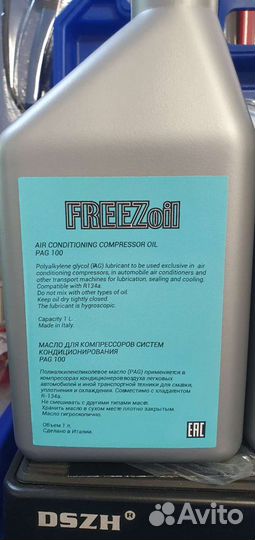 FREEZoil
AIR CONDITIONING COMPRESSOR OIL
PAG 100
Polyalkylene glycol (PAG) lubricant to be used exclusive in air
conditioning compressors, in automobile air conditioners and
other transport machines for lubrication, sealing and cooling.
Compatible with R134a.
Do not mix with other types of oil.
Keep oil dry tightly closed.
The lubricant is hygroscopic.
Capacity 1 L.
Made in Italy.
МАСЛО ДЛЯ КОМПРЕССОРОВ СИСТЕМ
КОНДИЦИОНИРОВАНИЯ
PAG 100
Полиалкиленгликолевое масло (PAG) применяется в
компрессорах кондиционеров воздуха легковых
автомобилей и иной транспортной техники для смазки,
уплотнения и охлаждения. Совместимо с хладагентом
R-134a.
Не смешивать с другими типами масел.
Хранить масло в сухом месте плотно закрытым.
Масло гигроскопично.
Объем 1 л.
Сделано в Италии.
EAC
DSZH®
Avito